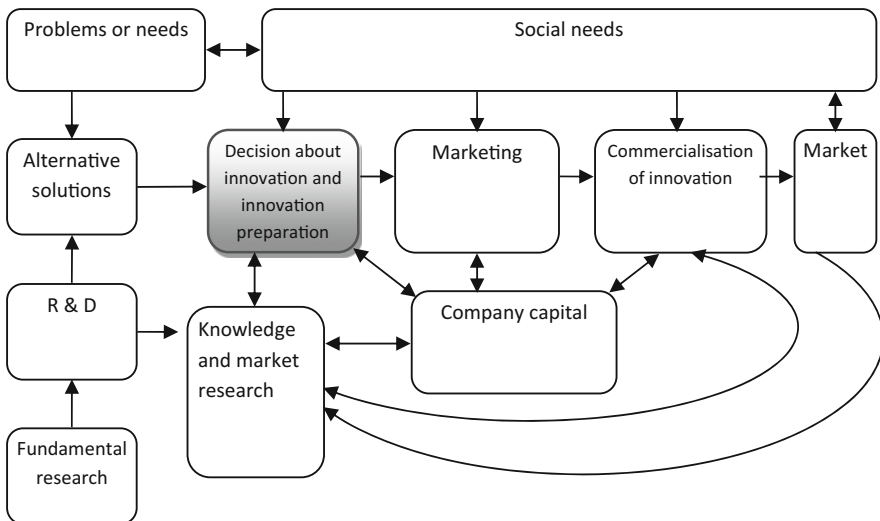 Problems or needs
Social needs
Alternative
solutions
Decision about
innovation and
innovation
preparation
Marketing
Commercialisation
of innovation
Market
R & D
Knowledge
and market
research
Company capital
Fundamental
research